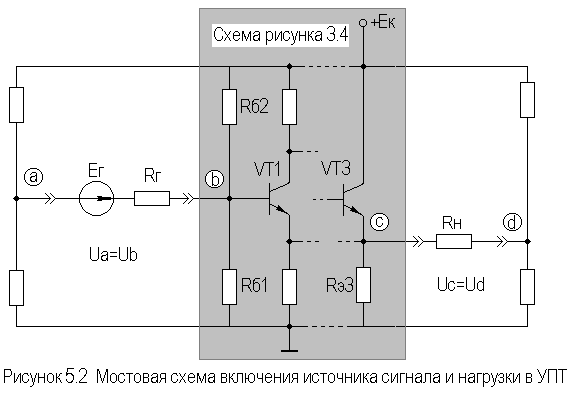 Схема рисунка 3.4
+Eк
Rб2
VT1
VT3
a
Eг
Rг
b
c
Rн
d
Ua=Ub
Rб1
Rэ3
Uc=Ud
Рисунок 5.2 Мостовая схема включения источника сигнала и нагрузки в УПТ